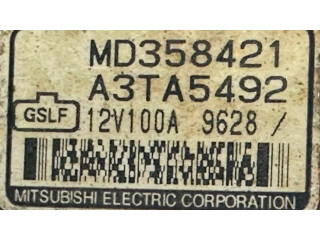 MD358421
A3TA5492
GSLF 12V100A 9628 /
MITSUBISHI ELECTRIC CORPORATION